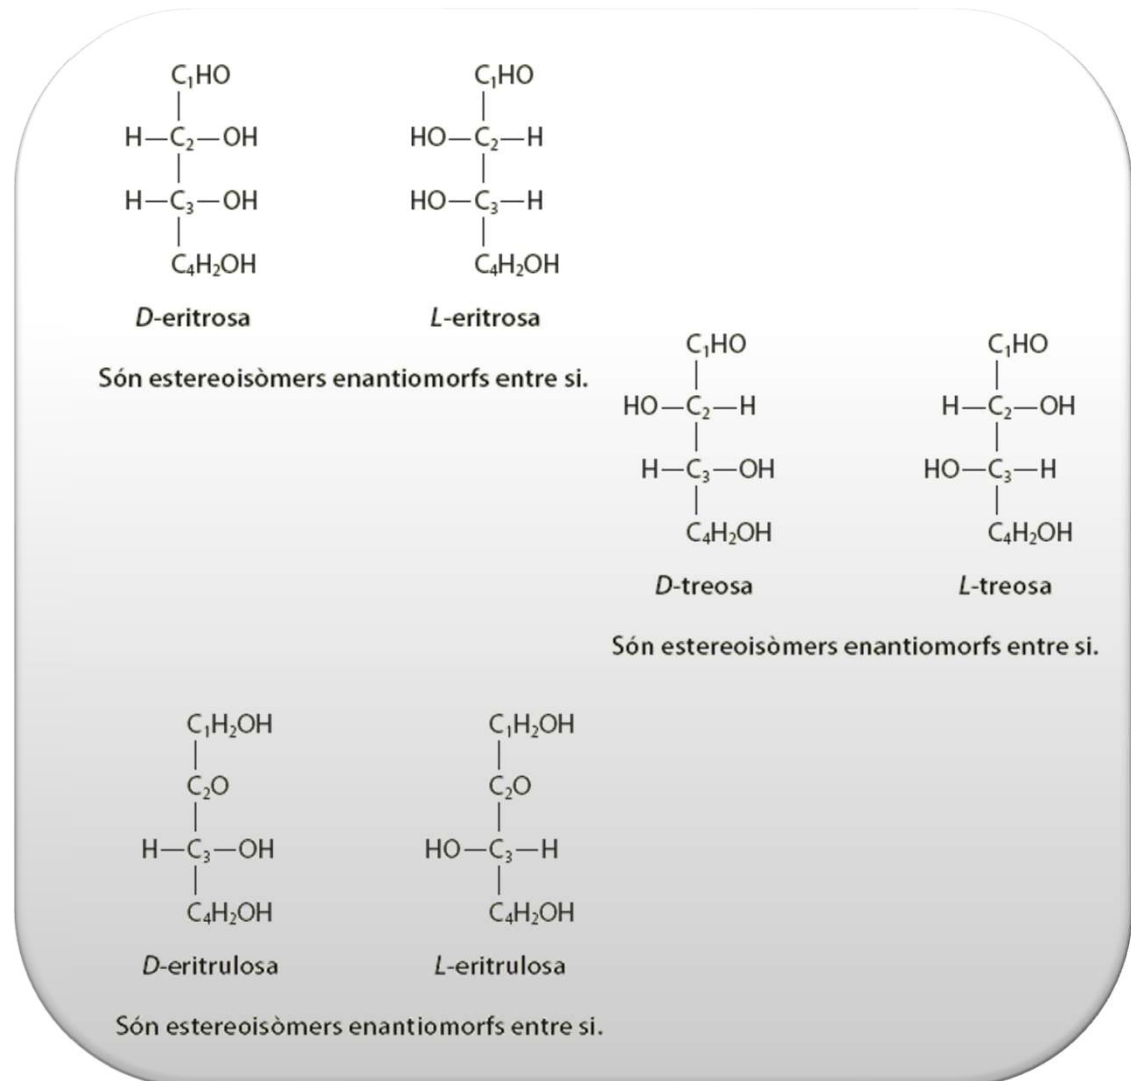 C₁HO
H—C₂—OH
H—C₃—OH
C₄H₂OH
D-eritrosa
C₁HO
HO—C₂—H
HO—C₃—H
C₄H₂OH
L-eritrosa
Són estereoisòmers enantiomorfs entre si.
C₁HO
HO—C₂—H
H—C₃—OH
C₄H₂OH
D-treosa
C₁HO
H—C₂—OH
HO—C₃—H
C₄H₂OH
L-treosa
Són estereoisòmers enantiomorfs entre si.
C₁H₂OH
C₂O
H—C₃—OH
C₄H₂OH
D-eritrulosa
C₁H₂OH
C₂O
HO—C₃—H
C₄H₂OH
L-eritrulosa
Són estereoisòmers enantiomorfs entre si.